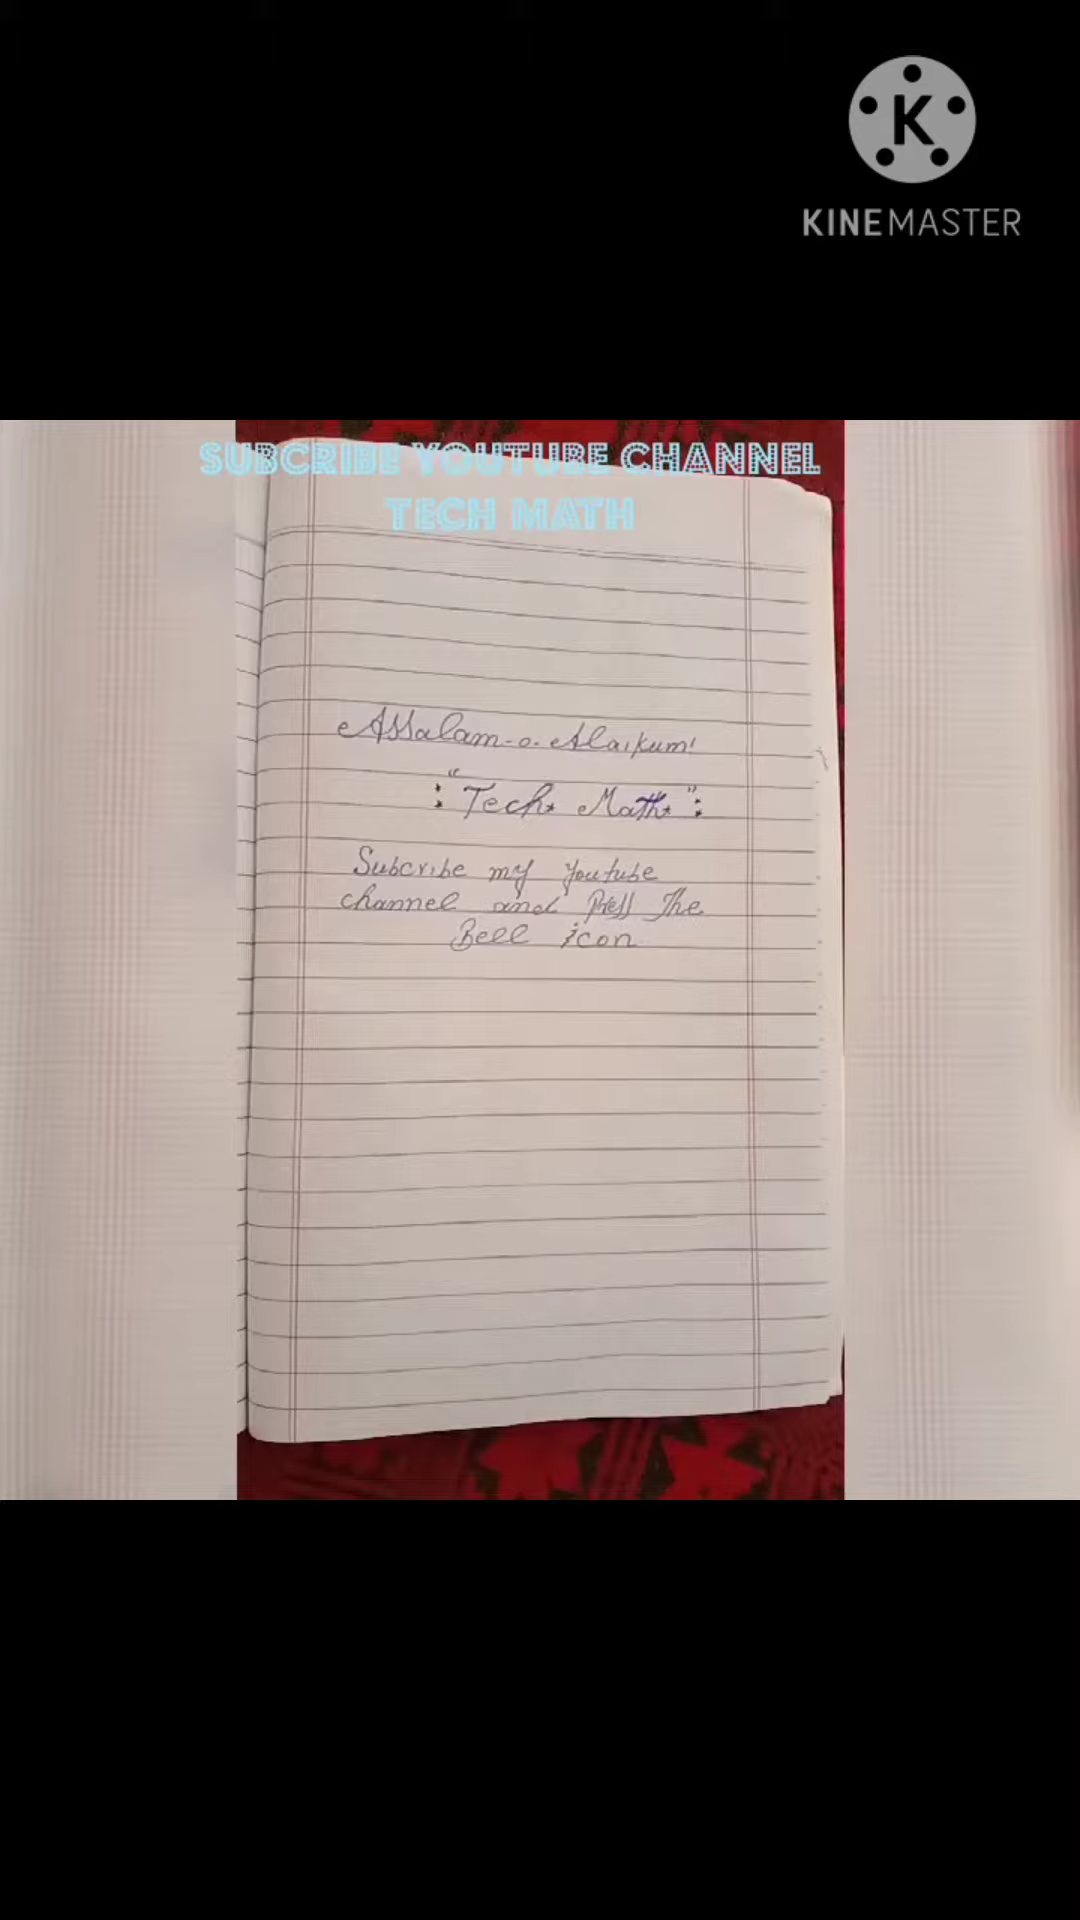 KINEMASTER
SUBCRIBE YOUTUBE CHANNEL
TECH MATH
Assalam-o-Alaikum!
: "Tech Math" :
Subcribe my Youtube
channel and Press The
Bell icon